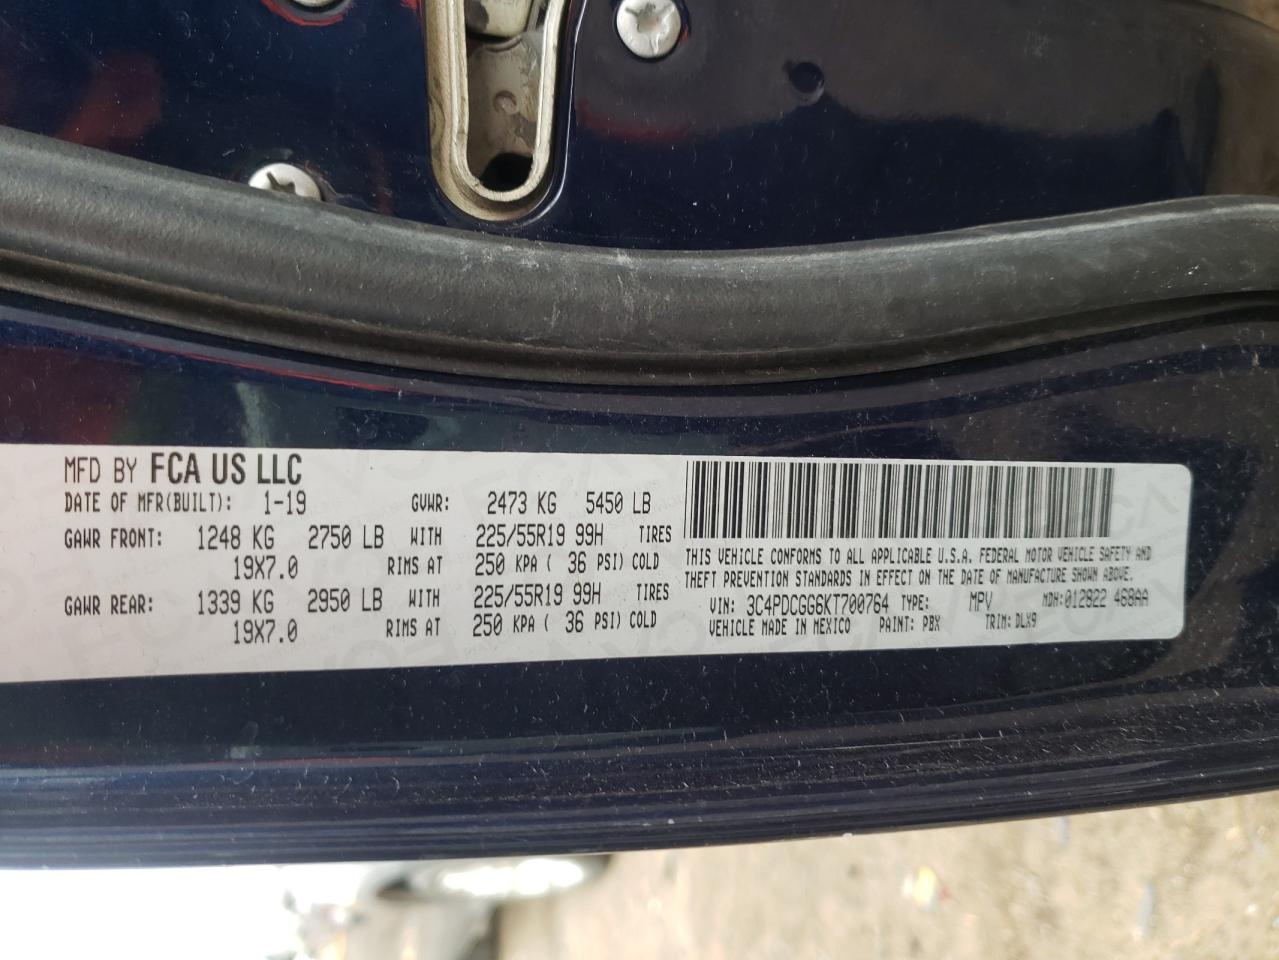 MFD BY FCA US LLC
DATE OF MFR(BUILT): 1-19 GVWR: 2473 KG 5450 LB
GAWR FRONT: 1248 KG 2750 LB WITH 225/55R19 99H TIRES
19X7.0 RIMS AT 250 KPA ( 36 PSI) COLD
GAWR REAR: 1339 KG 2950 LB WITH 225/55R19 99H TIRES
19X7.0 RIMS AT 250 KPA ( 36 PSI) COLD
THIS VEHICLE CONFORMS TO ALL APPLICABLE U.S.A. FEDERAL MOTOR VEHICLE SAFETY AND
THEFT PREVENTION STANDARDS IN EFFECT ON THE DATE OF MANUFACTURE SHOWN ABOVE.
VIN: 3C4PDCGG6KT700764 TYPE: MPV MDH:012822 468AA
VEHICLE MADE IN MEXICO PAINT: PBX TRIM: DLX9